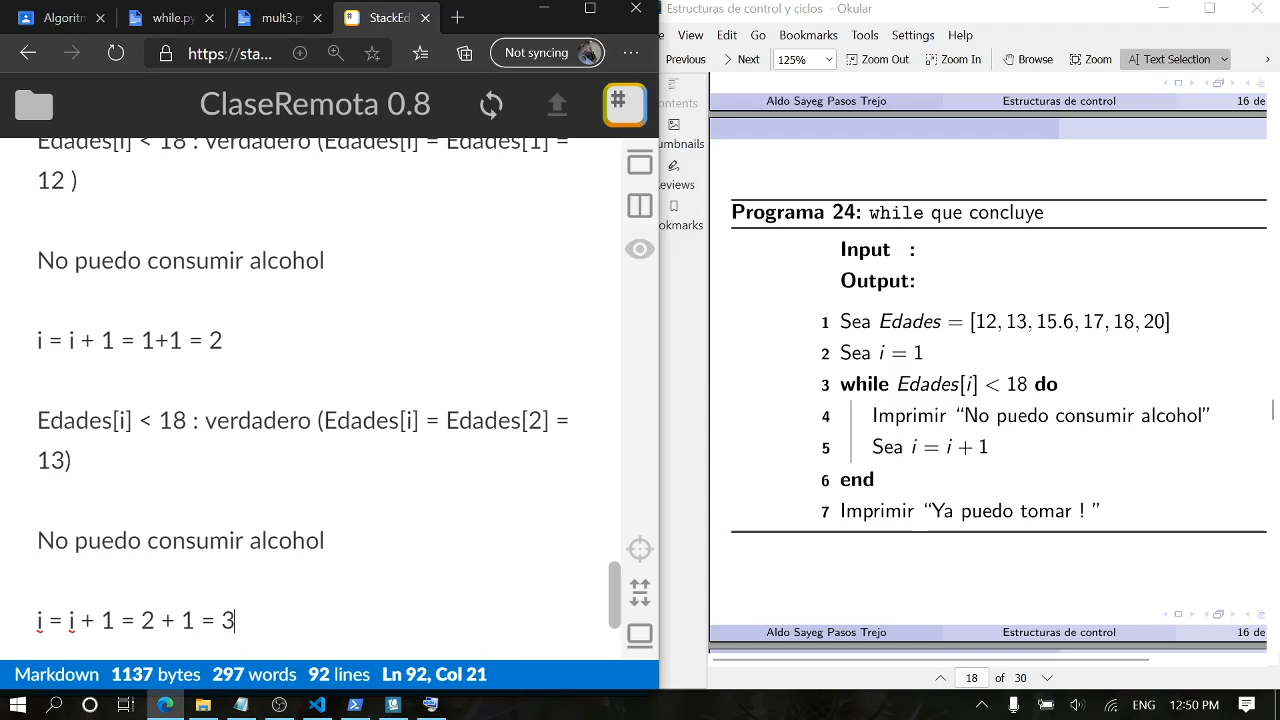 Algorit
while.py
mult3.p
StackEd
https://sta...
Not syncing
ClaseRemota 0.8
Edades[i] < 18 : verdadero (Edades[i] = Edades[1] =
12 )
No puedo consumir alcohol
i = i + 1 = 1+1 = 2
Edades[i] < 18 : verdadero (Edades[i] = Edades[2] =
13)
No puedo consumir alcohol
i = i + 1 = 2 + 1 = 3
Markdown 1137 bytes 297 words 92 lines Ln 92, Col 21
Estructuras de control y ciclos - Okular
e View Edit Go Bookmarks Tools Settings Help
Previous Next 125% Zoom Out Zoom In Browse Zoom Text Selection
ontents
umbnails
eviews
okmarks
Aldo Sayeg Pasos Trejo Estructuras de control 16 de
Programa 24: while que concluye
Input :
Output:
1 Sea Edades = [12, 13, 15.6, 17, 18, 20]
2 Sea i = 1
3 while Edades[i] < 18 do
4 Imprimir “No puedo consumir alcohol”
5 Sea i = i + 1
6 end
7 Imprimir “Ya puedo tomar ! ”
Aldo Sayeg Pasos Trejo Estructuras de control 16 de
18 of 30
ENG 12:50 PM